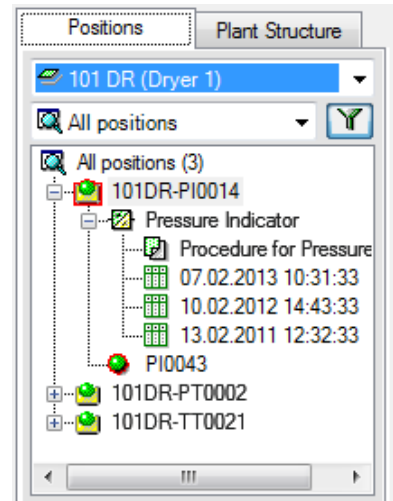 Positions
Plant Structure
101 DR (Dryer 1)
All positions
All positions (3)
101DR-PI0014
Pressure Indicator
Procedure for Pressure
07.02.2013 10:31:33
10.02.2012 14:43:33
13.02.2011 12:32:33
PI0043
101DR-PT0002
101DR-TT0021